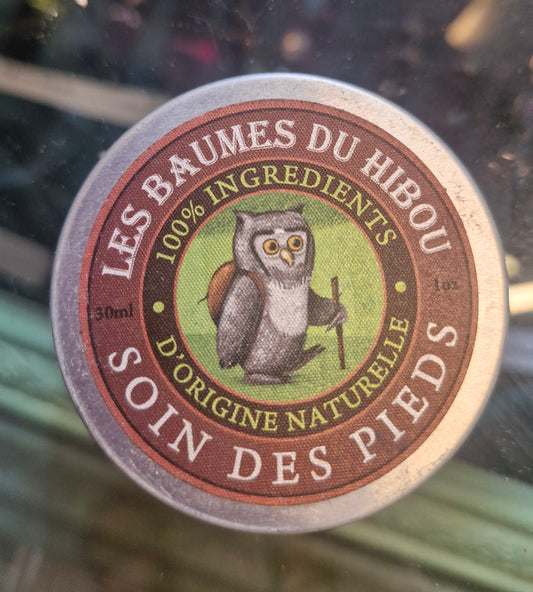 LES BAUMES DU HIBOU
100% INGREDIENTS
D'ORIGINE NATURELLE
30ml
1oz
SOIN DES PIEDS